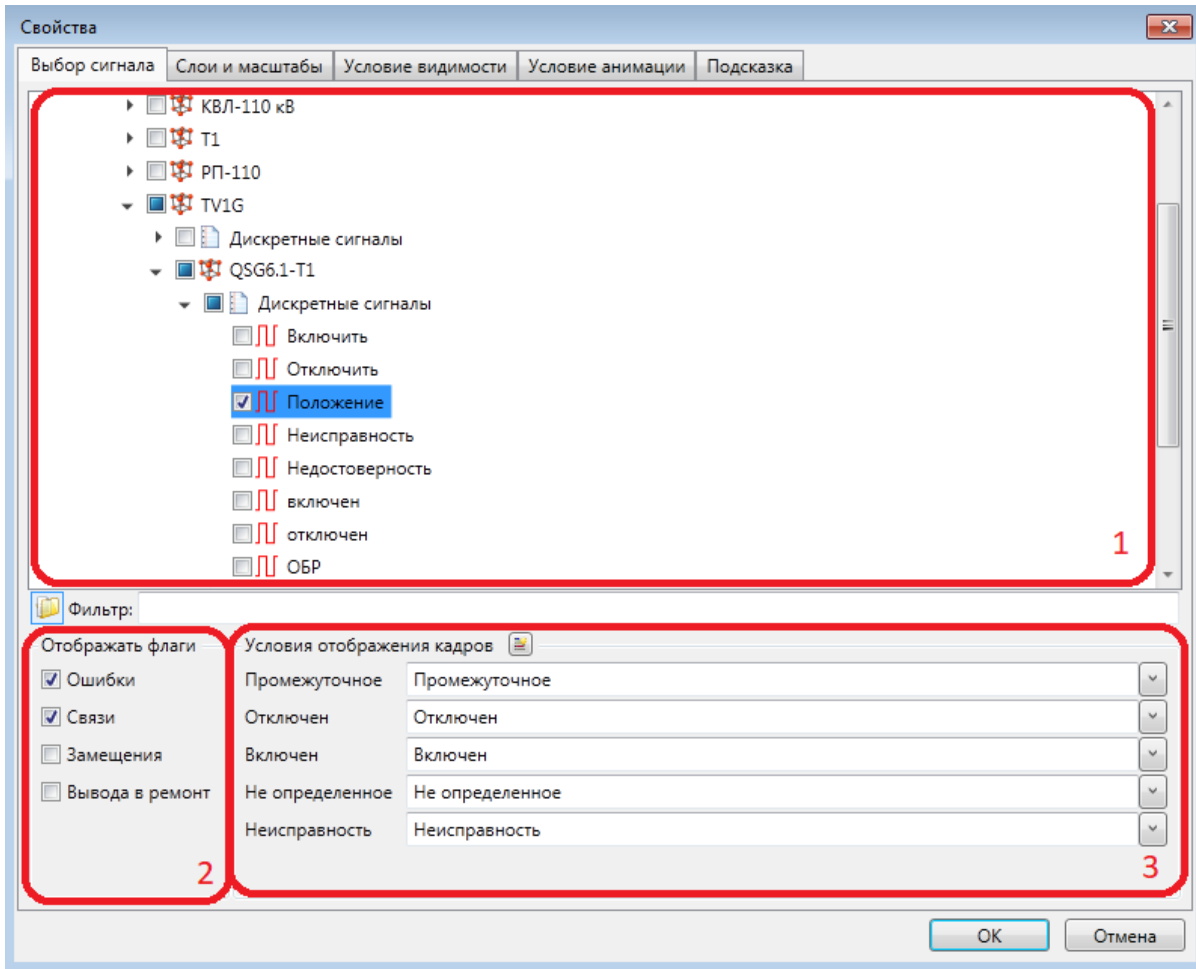 Свойства
Выбор сигнала Слои и масштабы Условие видимости Условие анимации Подсказка
КВЛ-110 кВ
Т1
РП-110
TV1G
Дискретные сигналы
QSG6.1-Т1
Дискретные сигналы
Включить
Отключить
Положение
Неисправность
Недостоверность
включен
отключен
ОБР
1
Фильтр:
Отображать флаги
Ошибки
Связи
Замещения
Вывода в ремонт
2
Условия отображения кадров
Промежуточное Промежуточное
Отключен Отключен
Включен Включен
Не определенное Не определенное
Неисправность Неисправность
3
ОК Отмена